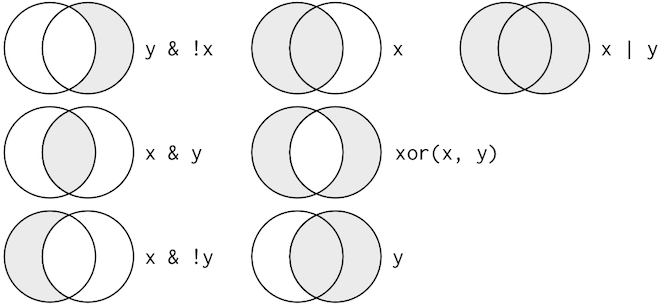 y & !x
x
x | y
x & y
xor(x, y)
x & !y
y